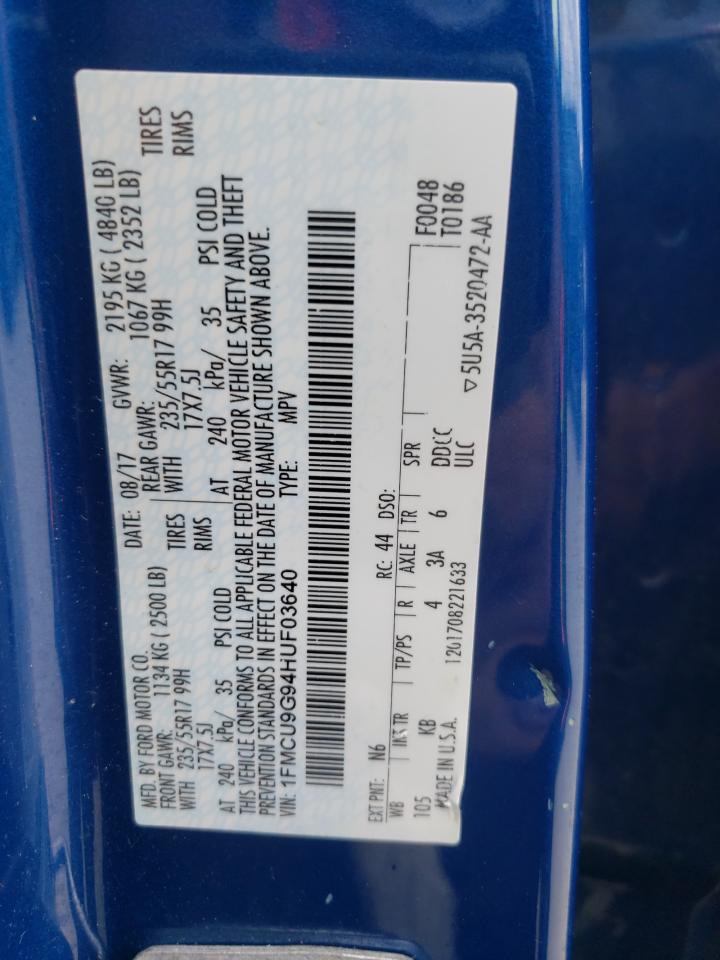 MFD. BY FORD MOTOR CO. DATE: 08/17 GVWR: 2195 KG ( 4840 LB)
FRONT GAWR: 1134 KG ( 2500 LB) REAR GAWR: 1067 KG ( 2352 LB)
WITH 235/55R17 99H TIRES WITH 235/55R17 99H TIRES
17X7.5J RIMS 17X7.5J RIMS
AT 240 kPa/ 35 PSI COLD AT 240 kPa/ 35 PSI COLD
THIS VEHICLE CONFORMS TO ALL APPLICABLE FEDERAL MOTOR VEHICLE SAFETY AND THEFT
PREVENTION STANDARDS IN EFFECT ON THE DATE OF MANUFACTURE SHOWN ABOVE.
VIN: 1FMCU9G94HUF03640 TYPE: MPV
EXT PNT: N6 RC: 44 DSO: F0048
WB INS TR TP/PS R AXLE TR SPR T0186
105 KB 4 3A 6 DDCC
MADE IN U.S.A. 1201708221633 ULC ▽5U5A-3520472-AA